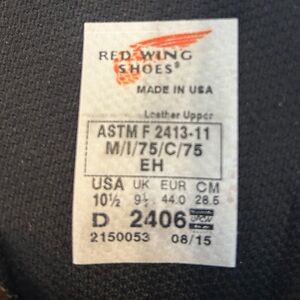 RED WING
SHOES®
MADE IN USA
Leather Upper
ASTM F 2413-11
M/I/75/C/75
EH
USA UK EUR CM
10½ 9½ 44.0 28.5
D 2406
2150053 08/15